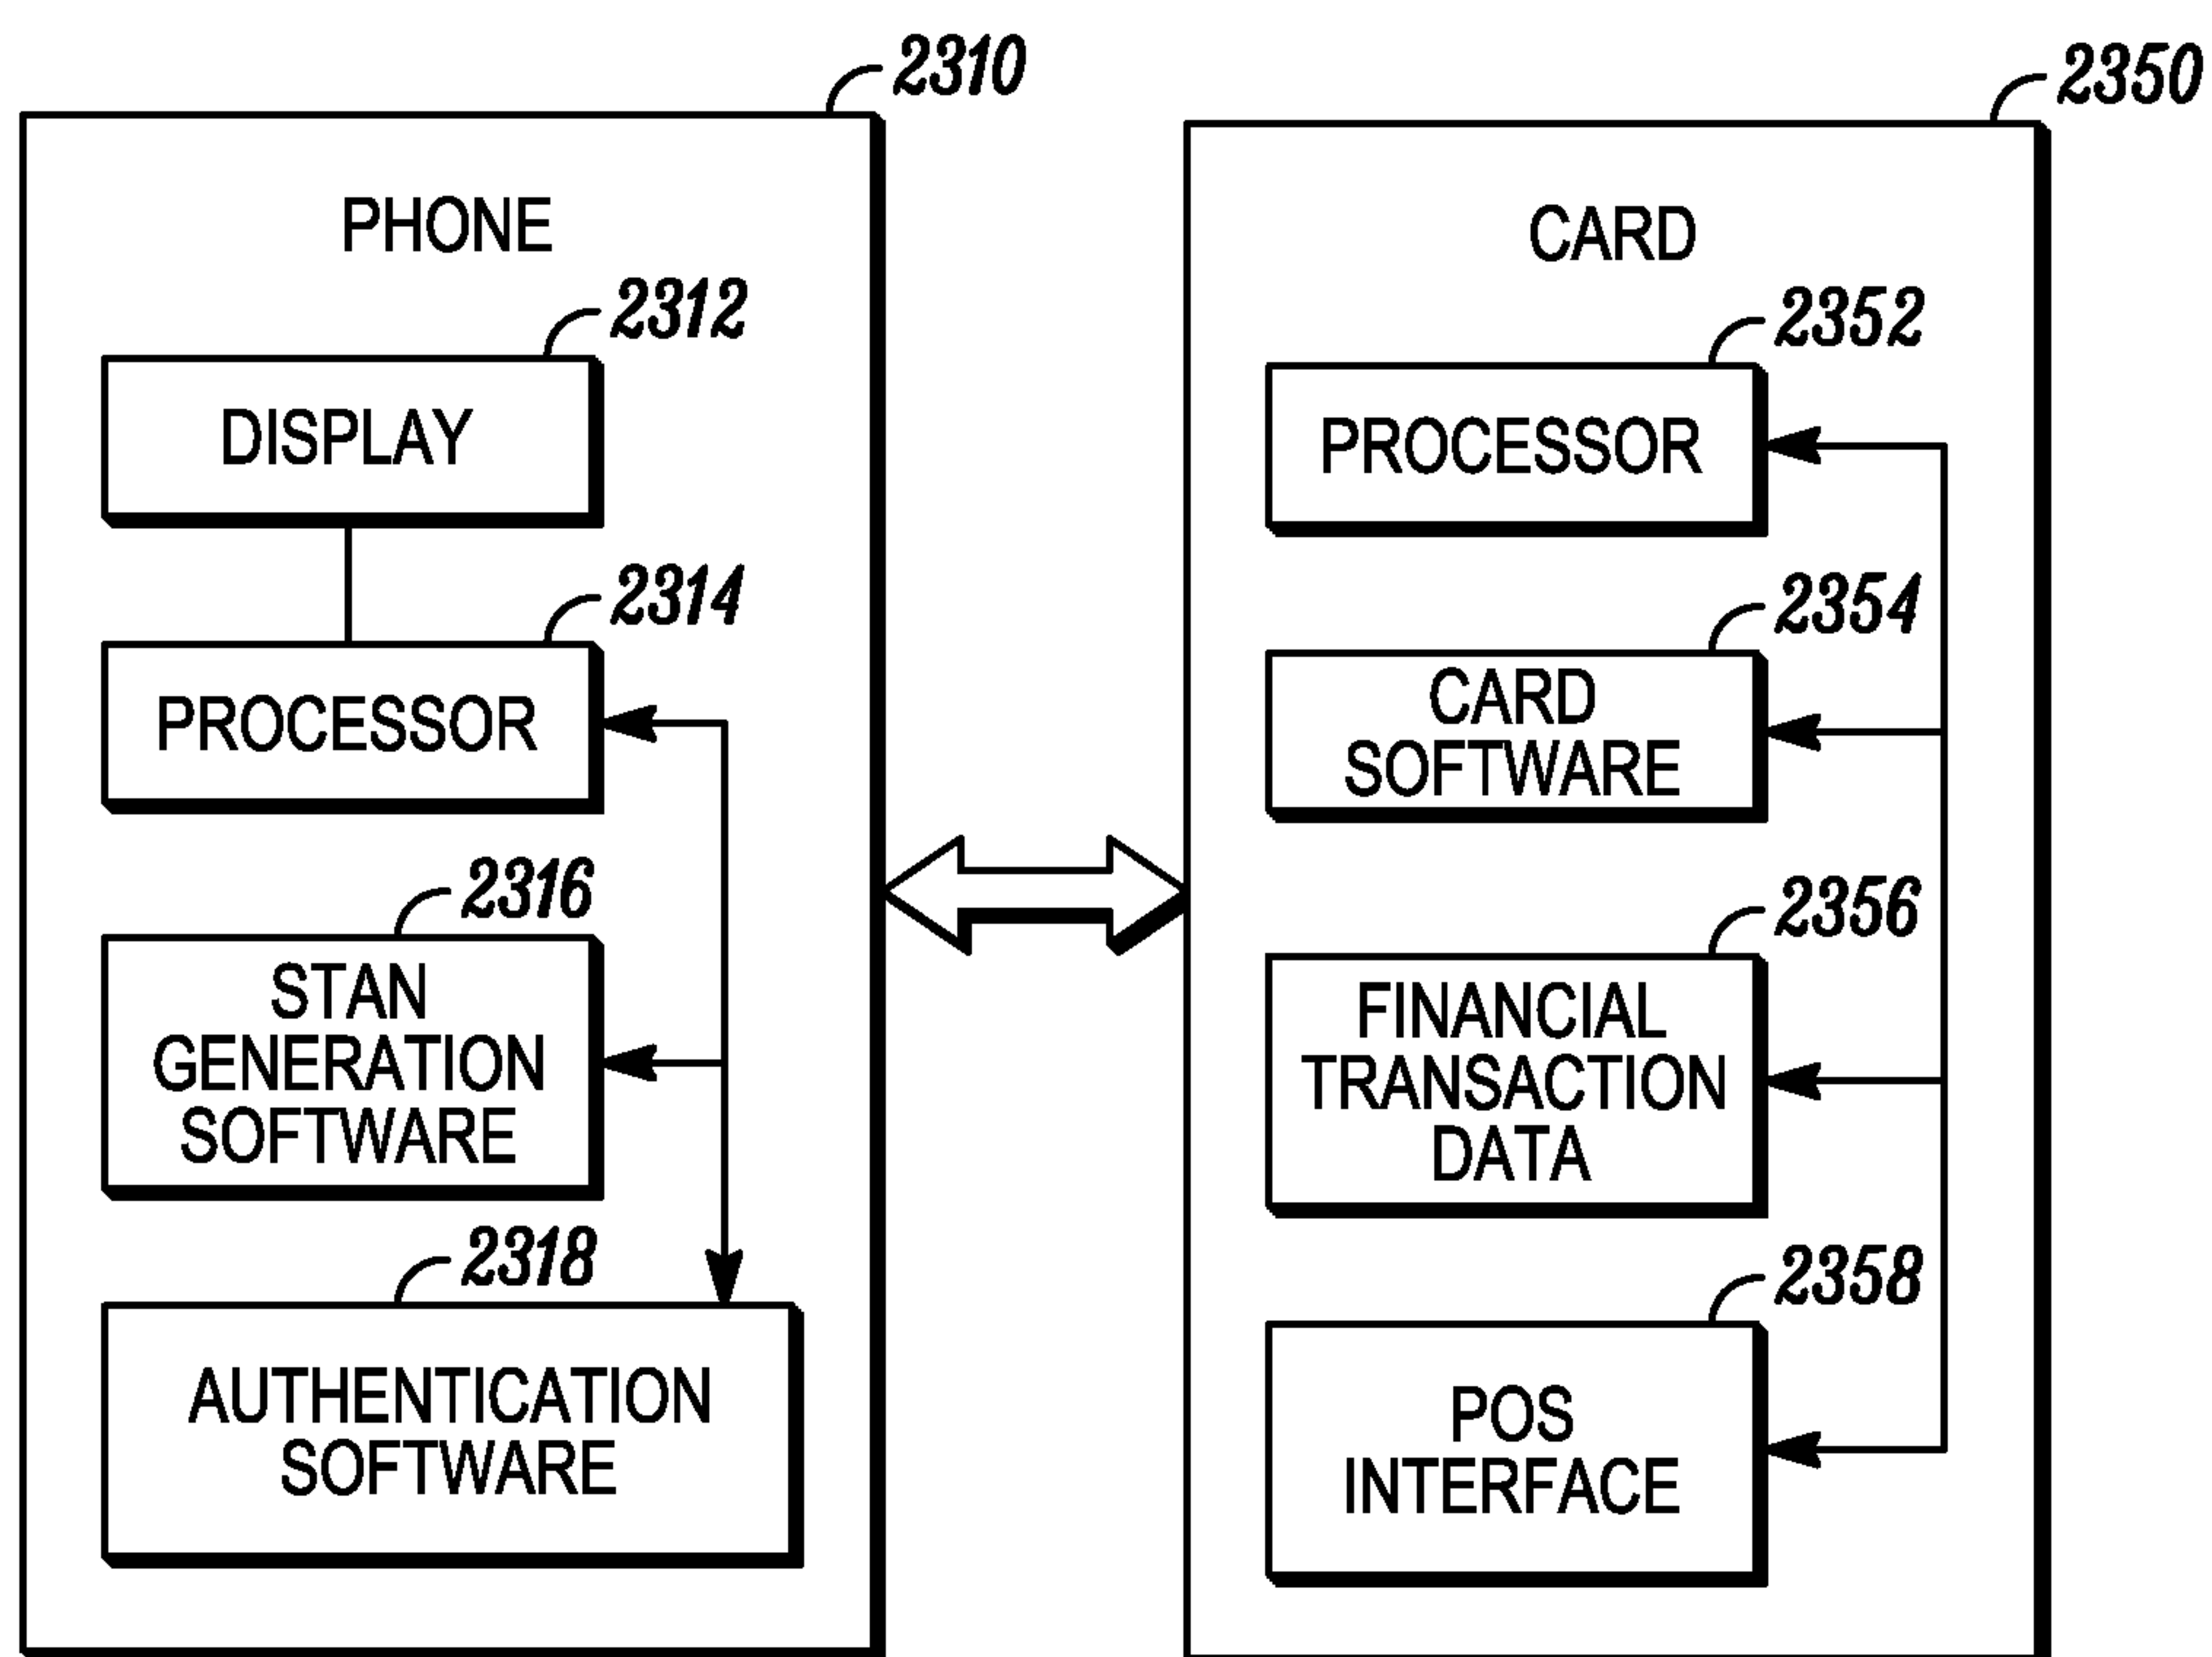 2310
PHONE
2312
DISPLAY
2314
PROCESSOR
2316
STAN
GENERATION
SOFTWARE
2318
AUTHENTICATION
SOFTWARE
2350
CARD
2352
PROCESSOR
2354
CARD
SOFTWARE
2356
FINANCIAL
TRANSACTION
DATA
2358
POS
INTERFACE